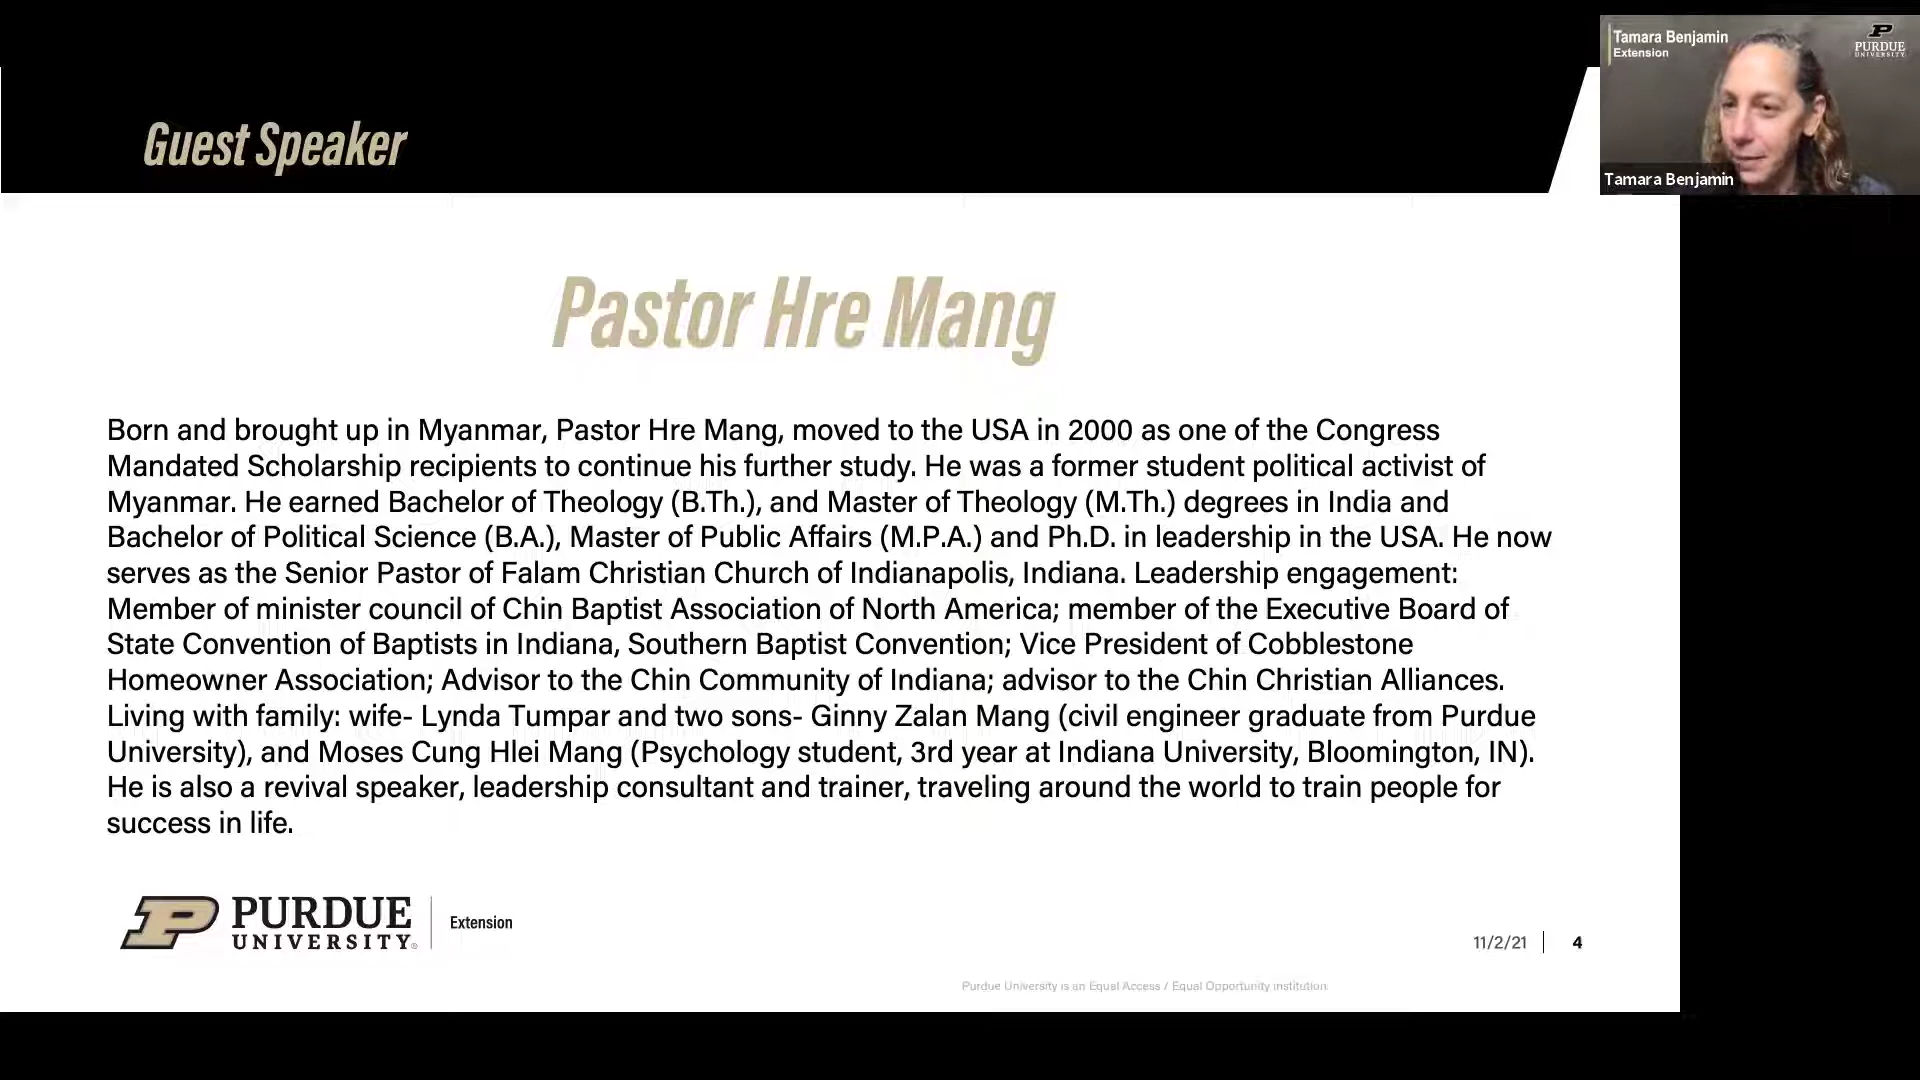 Tamara Benjamin
Extension
PURDUE
UNIVERSITY
Tamara Benjamin
Guest Speaker
Pastor Hre Mang
Born and brought up in Myanmar, Pastor Hre Mang, moved to the USA in 2000 as one of the Congress
Mandated Scholarship recipients to continue his further study. He was a former student political activist of
Myanmar. He earned Bachelor of Theology (B.Th.), and Master of Theology (M.Th.) degrees in India and
Bachelor of Political Science (B.A.), Master of Public Affairs (M.P.A.) and Ph.D. in leadership in the USA. He now
serves as the Senior Pastor of Falam Christian Church of Indianapolis, Indiana. Leadership engagement:
Member of minister council of Chin Baptist Association of North America; member of the Executive Board of
State Convention of Baptists in Indiana, Southern Baptist Convention; Vice President of Cobblestone
Homeowner Association; Advisor to the Chin Community of Indiana; advisor to the Chin Christian Alliances.
Living with family: wife- Lynda Tumpar and two sons- Ginny Zalan Mang (civil engineer graduate from Purdue
University), and Moses Cung Hlei Mang (Psychology student, 3rd year at Indiana University, Bloomington, IN).
He is also a revival speaker, leadership consultant and trainer, traveling around the world to train people for
success in life.
PURDUE
UNIVERSITY®
Extension
11/2/21 4
Purdue University is an Equal Access / Equal Opportunity institution.